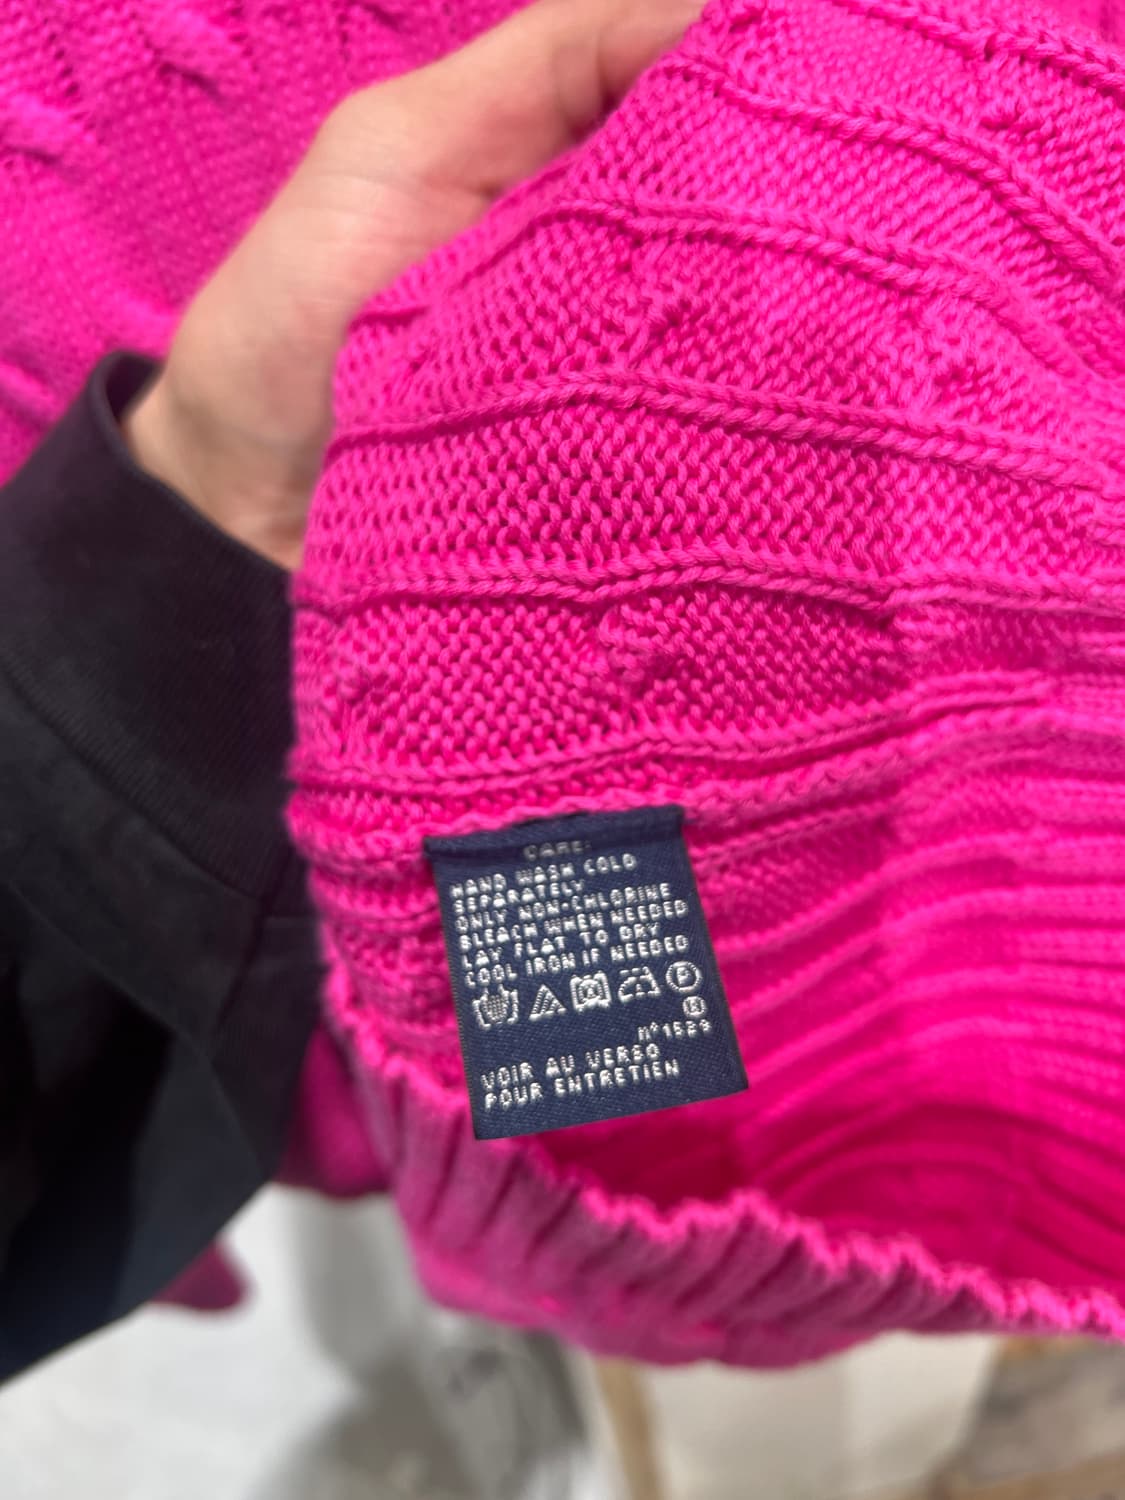 CARE:
HAND WASH COLD
SEPARATELY
ONLY NON-CHLORINE
BLEACH WHEN NEEDED
LAY FLAT TO DRY
COOL IRON IF NEEDED
P
®
nº1529
VOIR AU VERSO
POUR ENTRETIEN